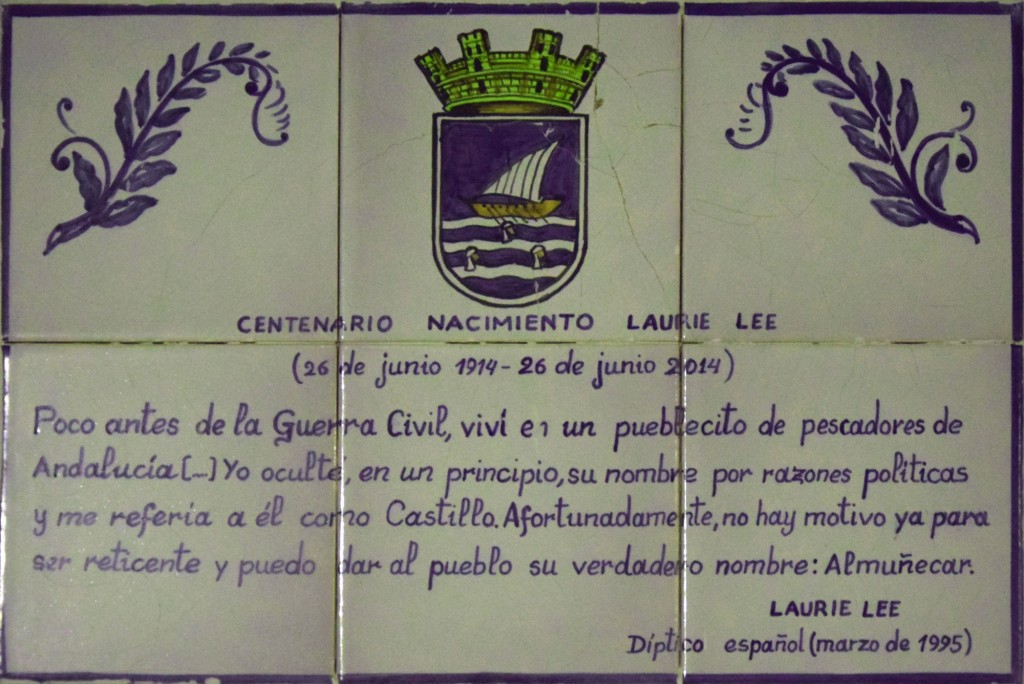 CENTENARIO NACIMIENTO LAURIE LEE
(26 de junio 1914 - 26 de junio 2014)
Poco antes de la Guerra Civil, viví en un pueblecito de pescadores de
Andalucía [....] Yo oculté, en un principio, su nombre por razones políticas
y me refería a él como Castillo. Afortunadamente, no hay motivo ya para
ser reticente y puedo dar al pueblo su verdadero nombre: Almuñecar.
LAURIE LEE
Díptico español (marzo de 1995)